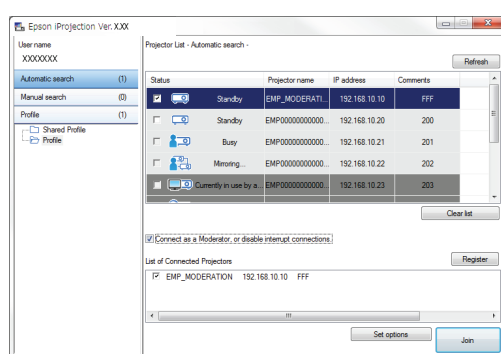 Epson iProjection Ver. X.XX
User name
XXXXXXX
Automatic search (1)
Manual search (0)
Profile (1)
Shared Profile
Profile
Projector List - Automatic search -
Refresh
Status Projector name IP address Comments
Standby EMP_MODERATI... 192.168.10.10 FFF
Standby EMP00000000000... 192.168.10.20 200
Busy EMP00000000000... 192.168.10.21 201
Mirroring... EMP00000000000... 192.168.10.22 202
Currently in use by a... EMP00000000000... 192.168.10.23 203
Clear list
Connect as a Moderator, or disable interrupt connections.
List of Connected Projectors
Register
EMP_MODERATION 192.168.10.10 FFF
Set options
Join